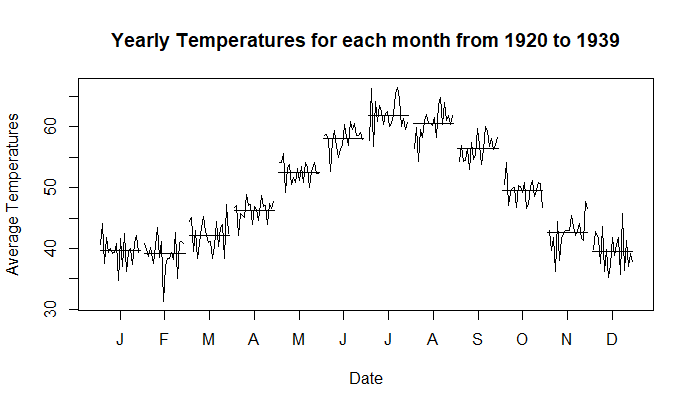 Yearly Temperatures for each month from 1920 to 1939
Average Temperatures
60
50
40
30
J F M A M J J A S O N D
Date